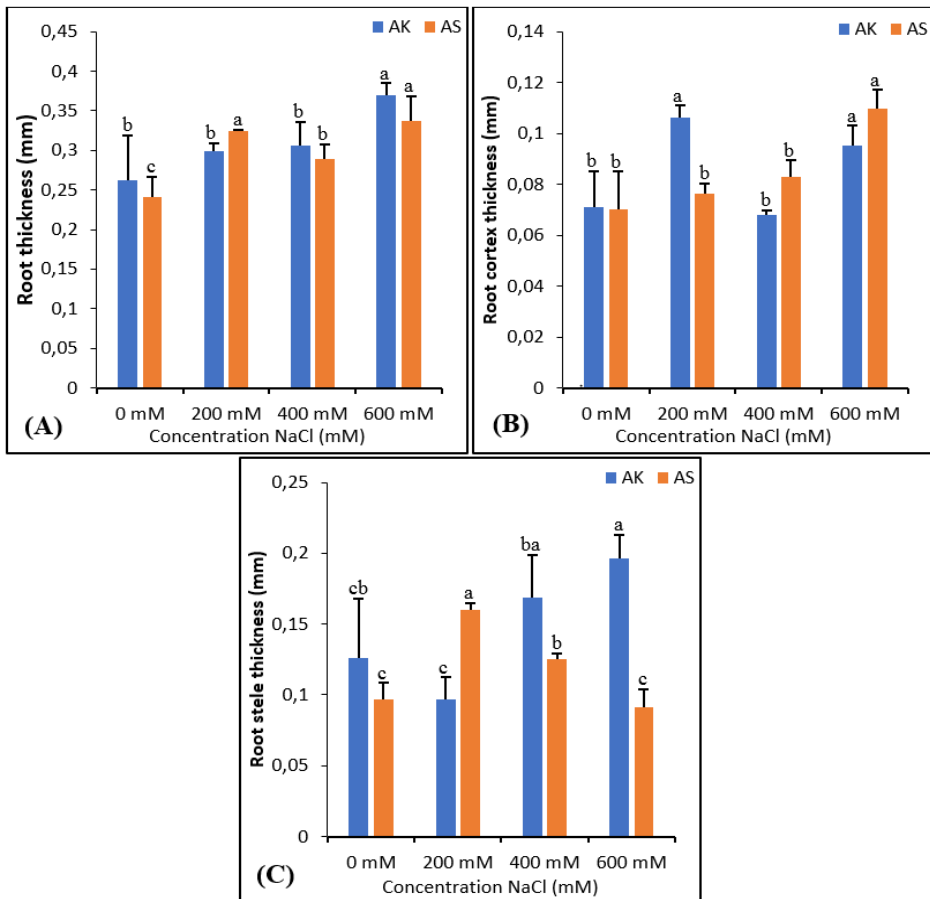 AK AS
Root thickness (mm)
0,45
0,4
0,35
0,3
0,25
0,2
0,15
0,1
0,05
0
b c b a b b a a
0 mM 200 mM 400 mM 600 mM
Concentration NaCl (mM)
(A)
AK AS
Root cortex thickness (mm)
0,14
0,12
0,1
0,08
0,06
0,04
0,02
0
b b a b b b a a
0 mM 200 mM 400 mM 600 mM
Concentration NaCl (mM)
(B)
AK AS
Root stele thickness (mm)
0,25
0,2
0,15
0,1
0,05
0
cb c c a ba b a c
0 mM 200 mM 400 mM 600 mM
Concentration NaCl (mM)
(C)